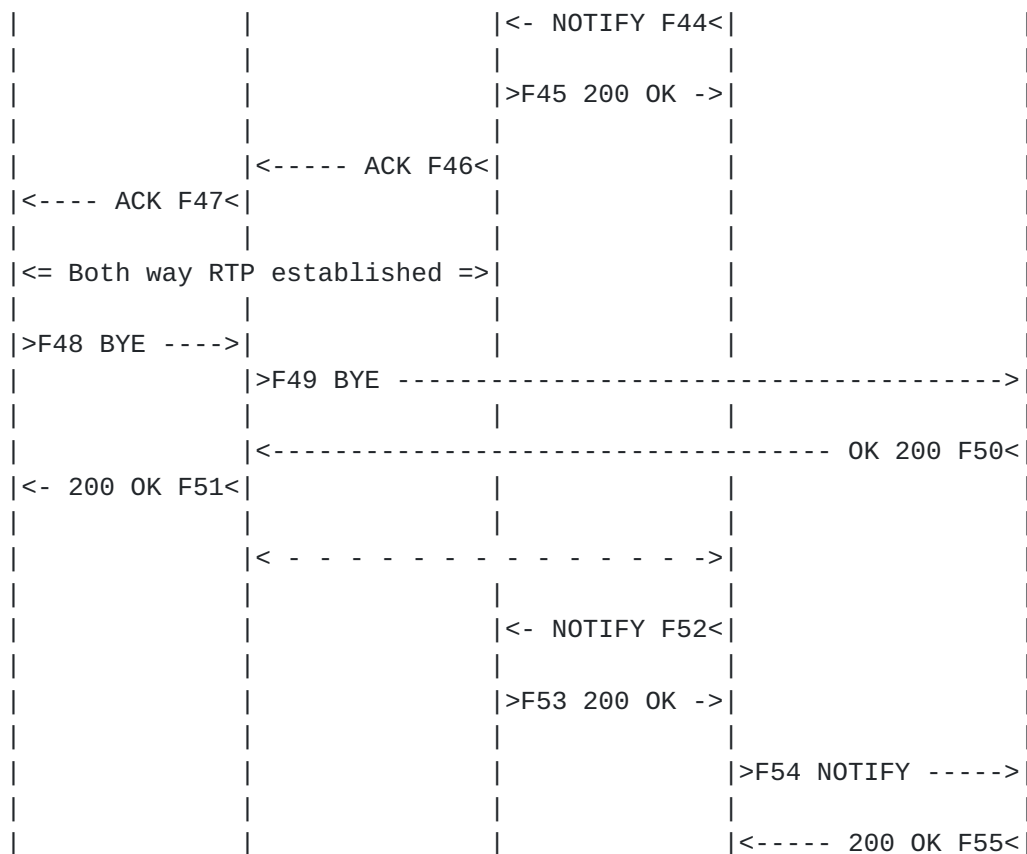 |              |               |<- NOTIFY F44<|                  |
|              |               |              |                  |
|              |               |>F45 200 OK ->|                  |
|              |               |              |                  |
|              |<----- ACK F46<|              |                  |
|<---- ACK F47<|               |              |                  |
|              |               |              |                  |
|<= Both way RTP established =>|              |                  |
|              |               |              |                  |
|>F48 BYE ---->|               |              |                  |
|              |>F49 BYE --------------------------------------->|
|              |               |              |                  |
|              |<------------------------------------ OK 200 F50<|
|<- 200 OK F51<|               |              |                  |
|              |               |              |                  |
|              |< - - - - - - - - - - - - - ->|                  |
|              |               |              |                  |
|              |               |<- NOTIFY F52<|                  |
|              |               |              |                  |
|              |               |>F53 200 OK ->|                  |
|              |               |              |                  |
|              |               |              |>F54 NOTIFY ----->|
|              |               |              |                  |
|              |               |              |<----- 200 OK F55<|